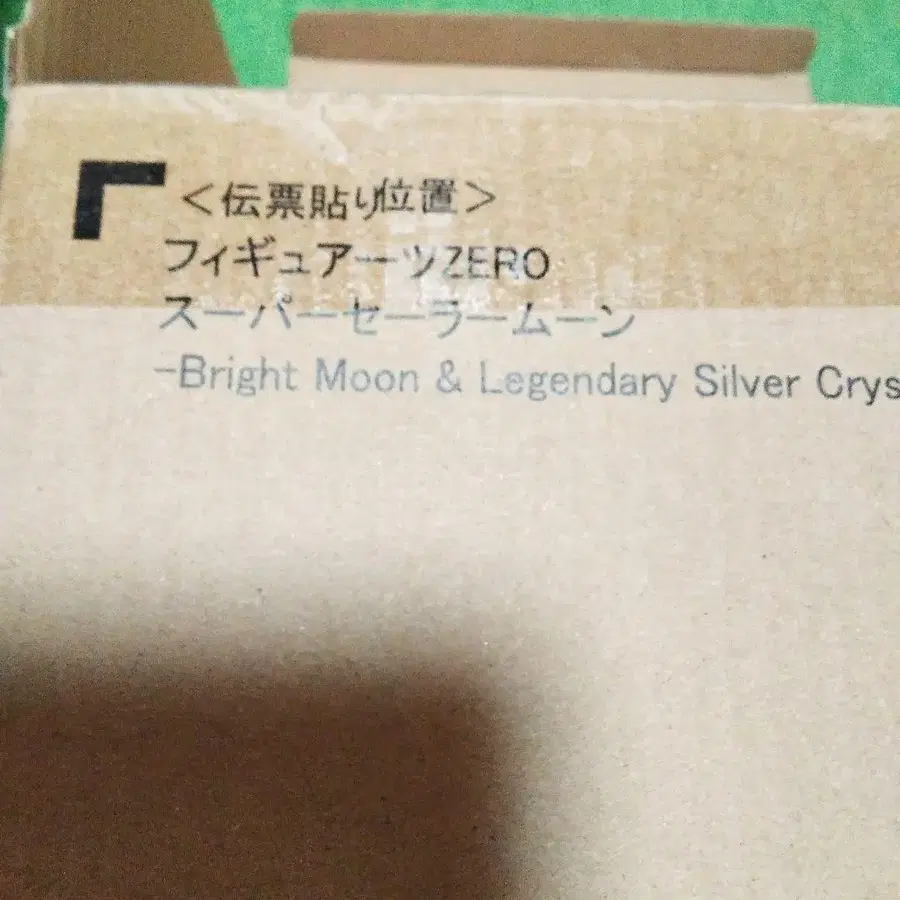 ＜伝票貼り位置＞
フィギュアーツZERO
スーパーセーラームーン
-Bright Moon & Legendary Silver Crys